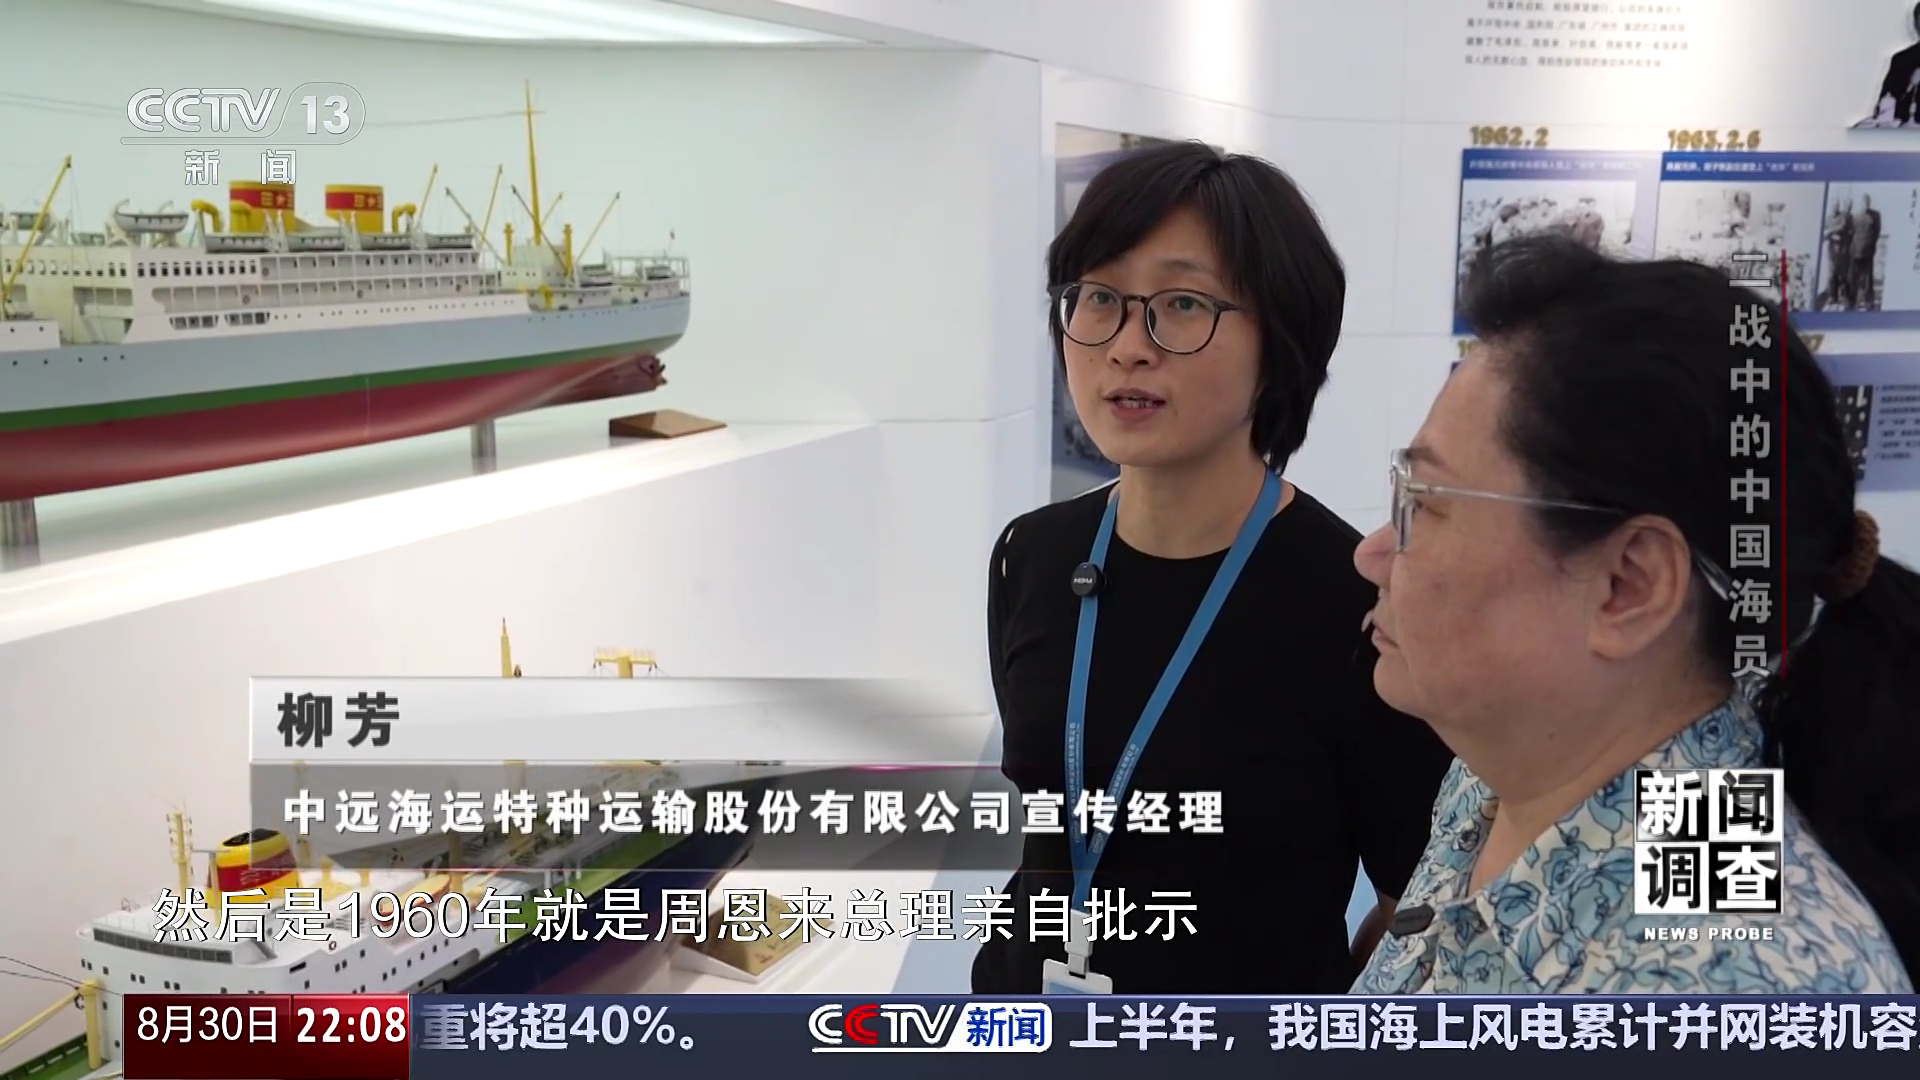 CCTV 13
新闻
1962.2
1963.2.6
二战中的中国海员
柳芳
中远海运特种运输股份有限公司宣传经理
然后是1960年就是周恩来总理亲自批示
新闻
调查
NEWS PROBE
8月30日 22:08
重将超40%。 CCTV 新闻 上半年，我国海上风电累计并网装机容